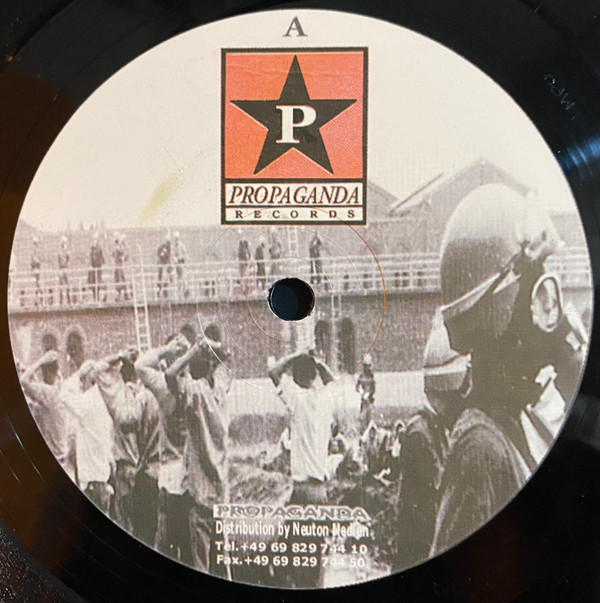 A
P
PROPAGANDA
RECORDS
PROPAGANDA
Distribution by Neuton Medien
Tel.+49 69 829 744 10
Fax.+49 69 829 744 50